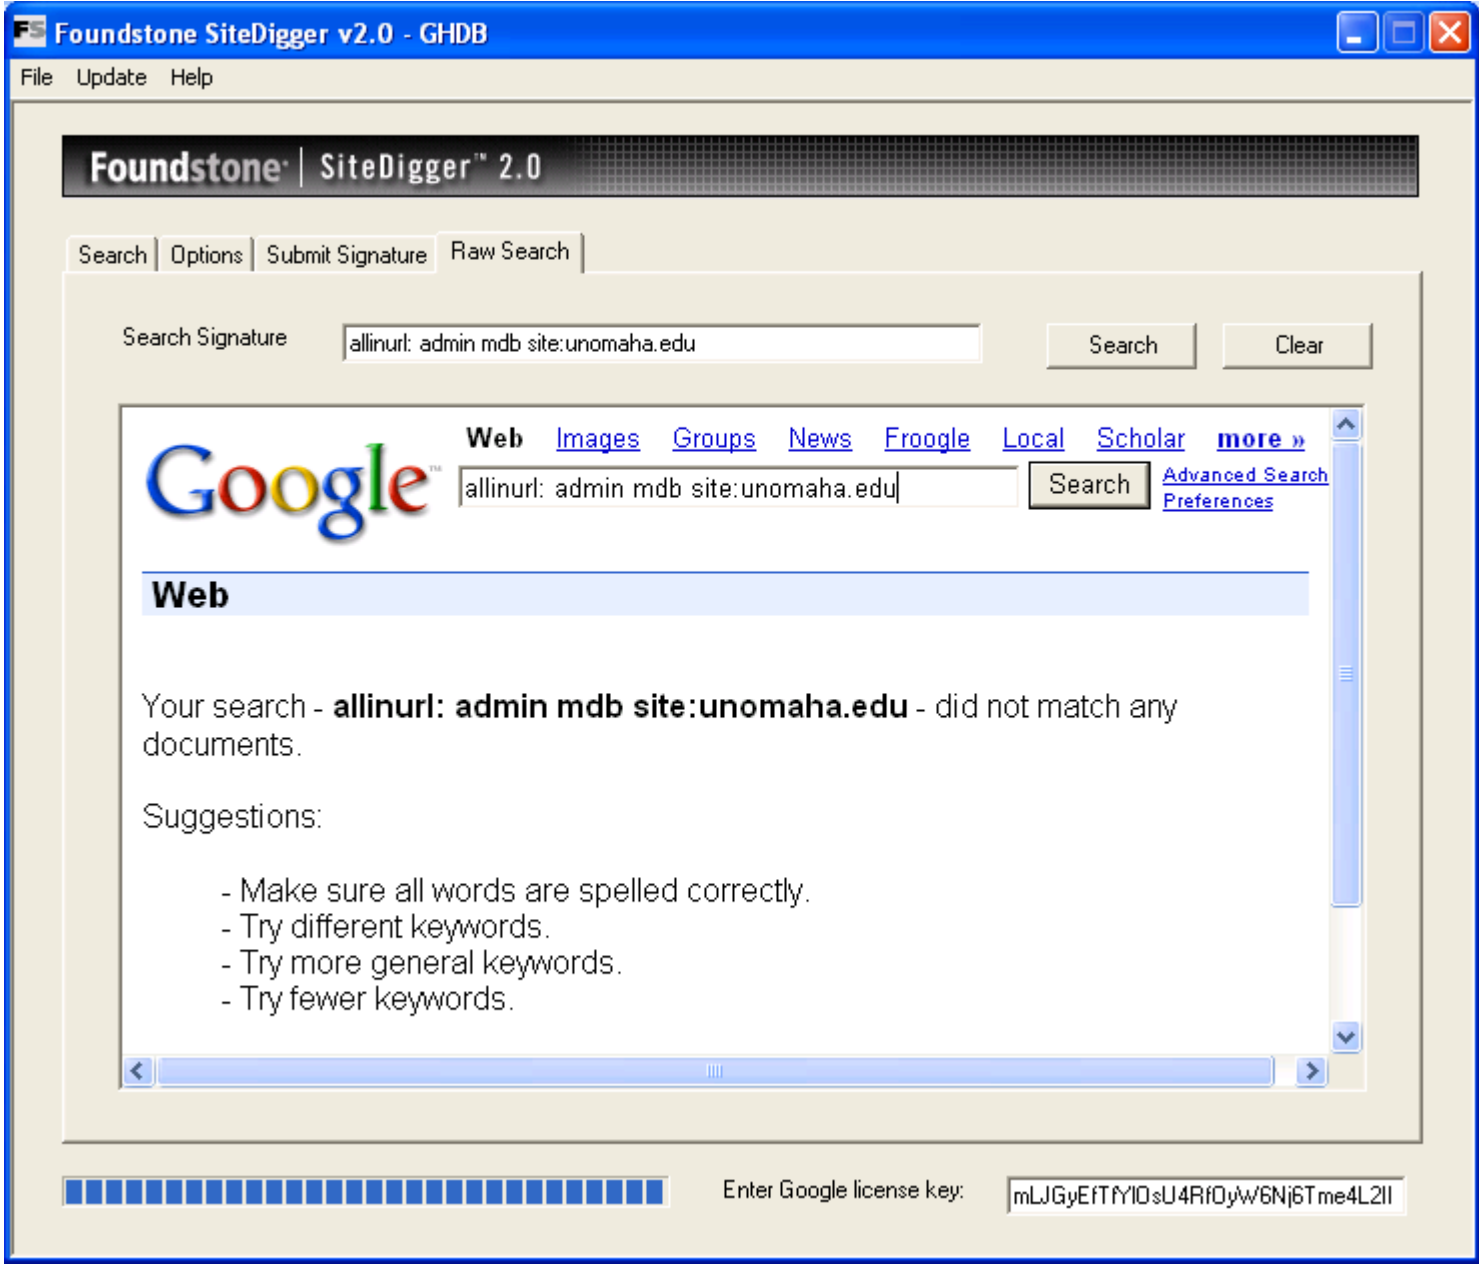 FS Foundstone SiteDigger v2.0 - GHDB
File Update Help
Foundstone | SiteDigger™ 2.0
Search Options Submit Signature Raw Search
Search Signature allinurl: admin mdb site:unomaha.edu Search Clear
Web Images Groups News Froogle Local Scholar more »
Google™ allinurl: admin mdb site:unomaha.edu Search Advanced Search
Preferences
Web
Your search - allinurl: admin mdb site:unomaha.edu - did not match any
documents.
Suggestions:
- Make sure all words are spelled correctly.
- Try different keywords.
- Try more general keywords.
- Try fewer keywords.
Enter Google license key: